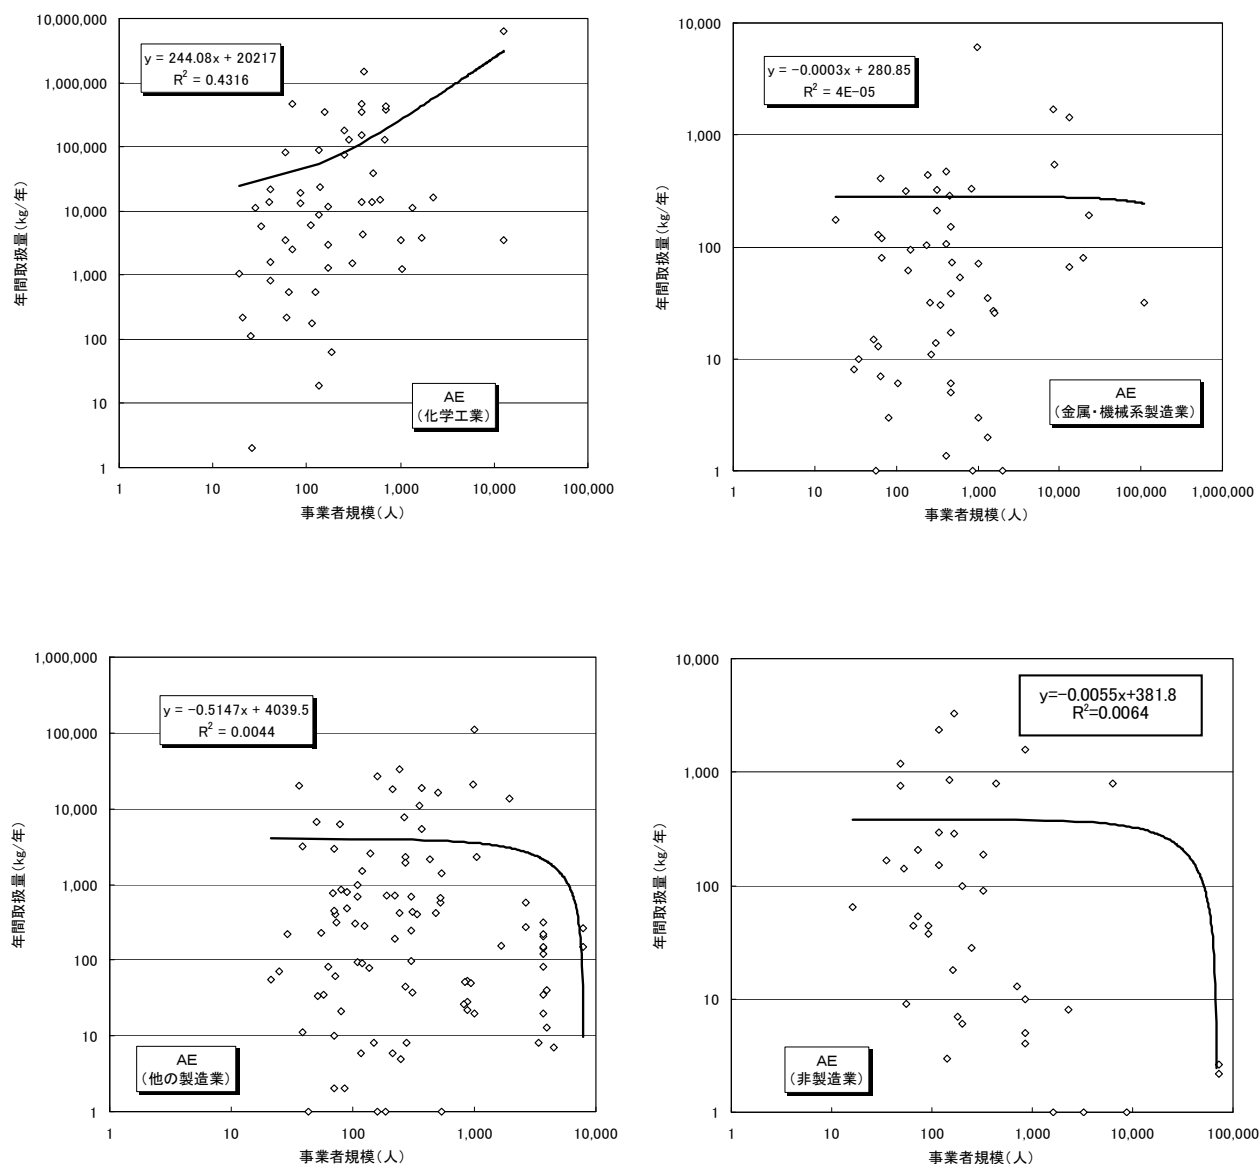 10,000,000
1,000,000
100,000
10,000
1,000
100
10
1
年間取扱量(kg/年)
y = 244.08x + 20217
R² = 0.4316
AE
(化学工業)
1 10 100 1,000 10,000 100,000
事業者規模(人)
10,000
1,000
100
10
1
年間取扱量(kg/年)
y = -0.0003x + 280.85
R² = 4E-05
AE
(金属・機械系製造業)
1 10 100 1,000 10,000 100,000 1,000,000
事業者規模(人)
1,000,000
100,000
10,000
1,000
100
10
1
年間取扱量(kg/年)
y = -0.5147x + 4039.5
R² = 0.0044
AE
(他の製造業)
1 10 100 1,000 10,000
事業者規模(人)
10,000
1,000
100
10
1
年間取扱量(kg/年)
y=-0.0055x+381.8
R²=0.0064
AE
(非製造業)
1 10 100 1,000 10,000 100,000
事業者規模(人)